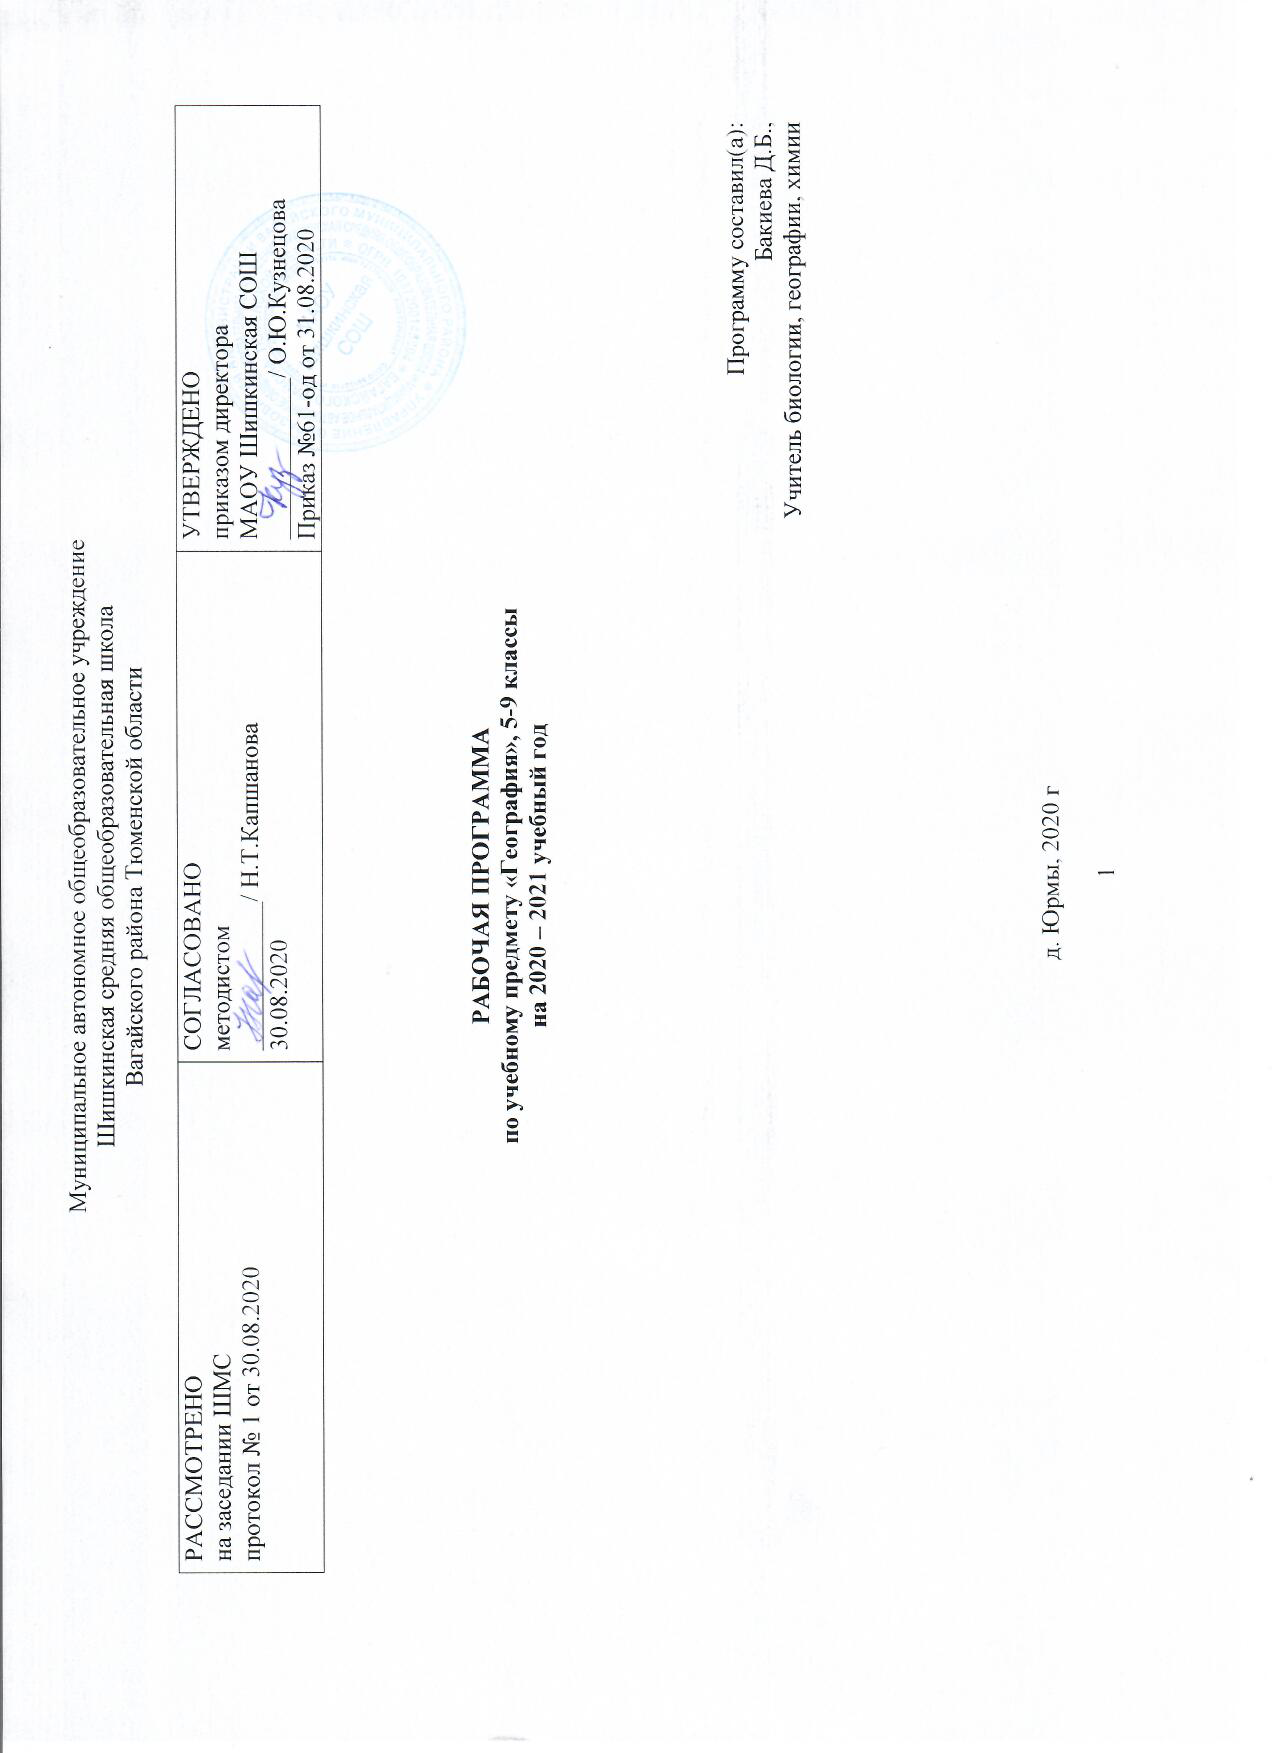 Муниципальное автономное общеобразовательное учреждение
Шишкинская средняя общеобразовательная школа
Вагайского района Тюменской области
РАССМОТРЕНО
на заседании ШМС
протокол № 1 от 30.08.2020
СОГЛАСОВАНО
методистом
/ Н.Т.Капшанова
30.08.2020
УТВЕРЖДЕНО
приказом директора
МАОУ Шишкинская СОШ
/ О.Ю.Кузнецова
Приказ №61-од от 31.08.2020
СОШ
РАБОЧАЯ ПРОГРАММА
по учебному предмету «География», 5-9 классы
на 2020 – 2021 учебный год
Программу составил(а):
Бакиева Д.Б.,
Учитель биологии, географии, химии
д. Юрмы, 2020 г
1